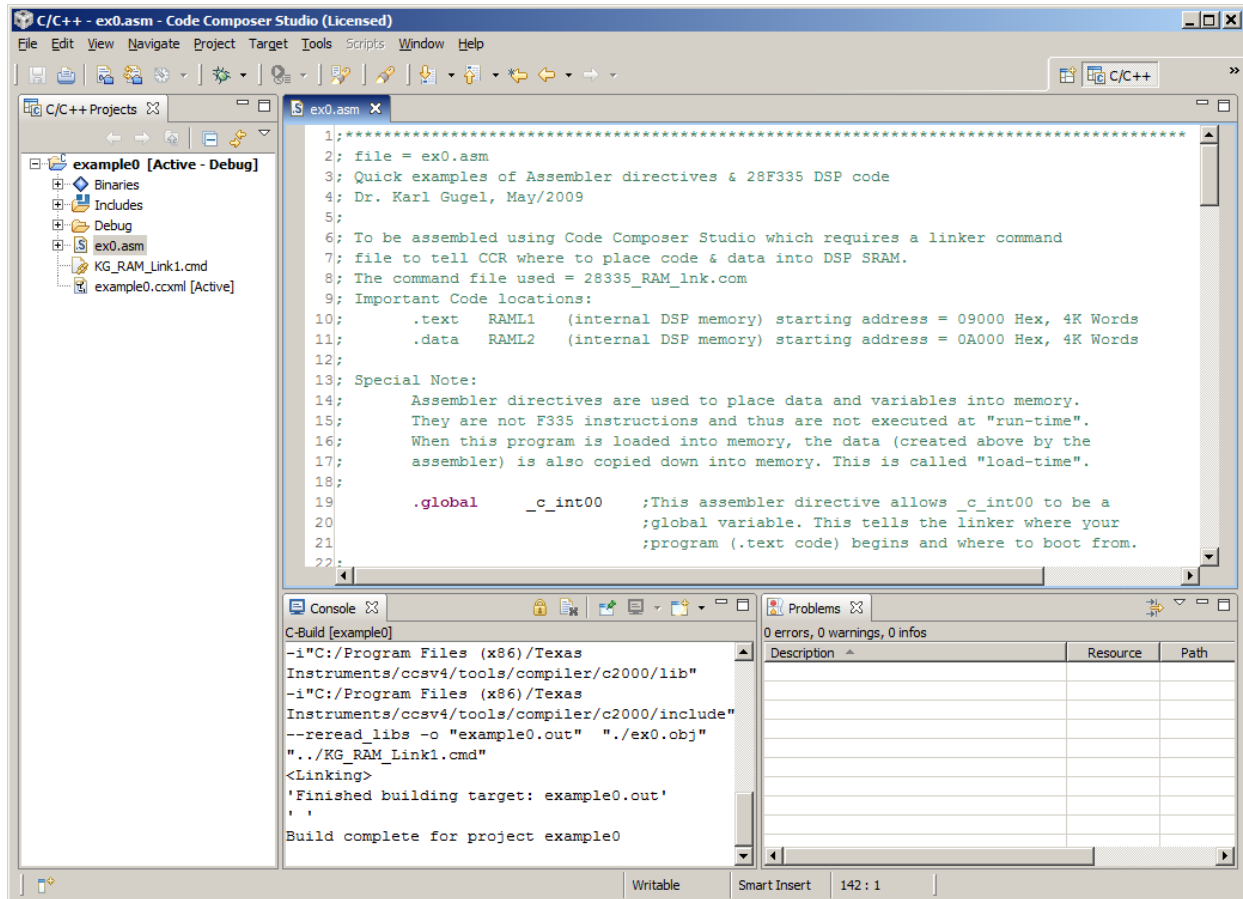 C/C++ - ex0.asm - Code Composer Studio (Licensed)
File Edit View Navigate Project Target Tools Scripts Window Help
C/C++
»
C/C++ Projects
example0 [Active - Debug]
Binaries
Includes
Debug
ex0.asm
KG_RAM_Link1.cmd
example0.ccxml [Active]
ex0.asm
1;****************************************************************************************
2; file = ex0.asm
3; Quick examples of Assembler directives & 28F335 DSP code
4; Dr. Karl Gugel, May/2009
5;
6; To be assembled using Code Composer Studio which requires a linker command
7; file to tell CCR where to place code & data into DSP SRAM.
8; The command file used = 28335_RAM_lnk.com
9; Important Code locations:
10;       .text   RAML1   (internal DSP memory) starting address = 09000 Hex, 4K Words
11;       .data   RAML2   (internal DSP memory) starting address = 0A000 Hex, 4K Words
12;
13; Special Note:
14;       Assembler directives are used to place data and variables into memory.
15;       They are not F335 instructions and thus are not executed at "run-time".
16;       When this program is loaded into memory, the data (created above by the
17;       assembler) is also copied down into memory. This is called "load-time".
18;
19        .global     _c_int00    ;This assembler directive allows _c_int00 to be a
20                                ;global variable. This tells the linker where your
21                                ;program (.text code) begins and where to boot from.
22;
Console
C-Build [example0]
-i"C:/Program Files (x86)/Texas
Instruments/ccsv4/tools/compiler/c2000/lib"
-i"C:/Program Files (x86)/Texas
Instruments/ccsv4/tools/compiler/c2000/include"
--reread_libs -o "example0.out"  "./ex0.obj"
"../KG_RAM_Link1.cmd"
<Linking>
'Finished building target: example0.out'
' '
Build complete for project example0
Problems
0 errors, 0 warnings, 0 infos
Description Resource Path
Writable Smart Insert 142 : 1